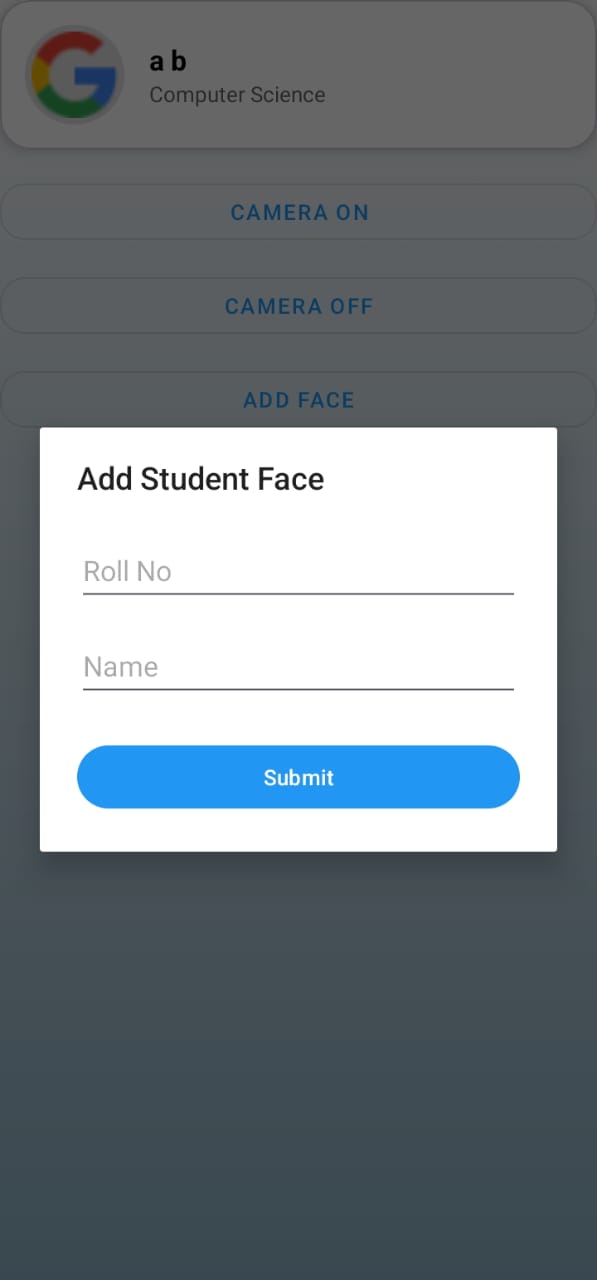 a b
Computer Science
CAMERA ON
CAMERA OFF
ADD FACE
Add Student Face
Roll No
Name
Submit